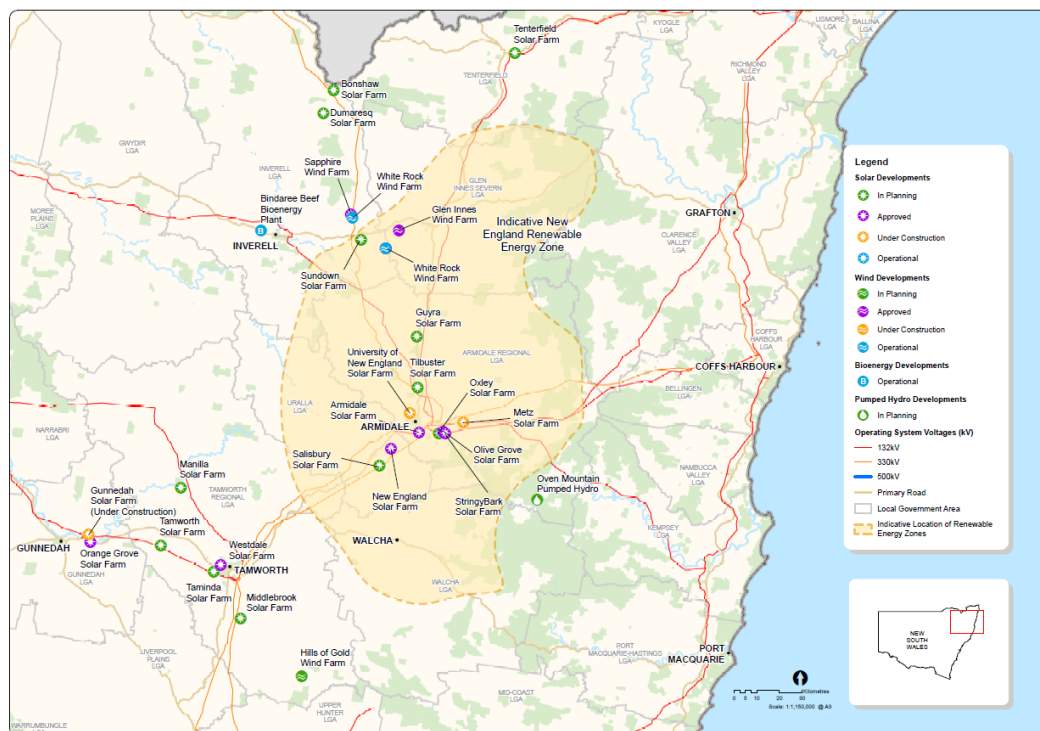 Tenterfield
Solar Farm
KYOGLE
LGA
LISMORE
LGA
BALLINA
LGA
RICHMOND
VALLEY
LGA
TENTERFIELD
LGA
Bonshaw
Solar Farm
Dumaresq
Solar Farm
GWYDIR
LGA
Sapphire
Wind Farm
White Rock
Wind Farm
INVERELL
LGA
GLEN
INNES SEVERN
LGA
Bindaree Beef
Bioenergy
Plant
MOREE
PLAINS
LGA
INVERELL
Glen Innes
Wind Farm
Indicative New
England Renewable
Energy Zone
GRAFTON
CLARENCE
VALLEY
LGA
Sundown
Solar Farm
White Rock
Wind Farm
Guyra
Solar Farm
COFFS
HARBOUR
LGA
University of
New England
Solar Farm
Tilbuster
Solar Farm
ARMIDALE REGIONAL
LGA
COFFS HARBOUR
Oxley
Solar Farm
BELLINGEN
LGA
URALLA
LGA
Armidale
Solar Farm
ARMIDALE
Metz
Solar Farm
NARRABRI
LGA
Salisbury
Solar Farm
Olive Grove
Solar Farm
Manilla
Solar Farm
NAMBUCCA
VALLEY
LGA
Gunnedah
Solar Farm
(Under Construction)
TAMWORTH
REGIONAL
LGA
New England
Solar Farm
StringyBark
Solar Farm
Oven Mountain
Pumped Hydro
Tamworth
Solar Farm
KEMPSEY
LGA
GUNNEDAH
Orange Grove
Solar Farm
Westdale
Solar Farm
WALCHA
TAMWORTH
GUNNEDAH
LGA
Taminda
Solar Farm
Middlebrook
Solar Farm
WALCHA
LGA
LIVERPOOL
PLAINS
LGA
Hills of Gold
Wind Farm
PORT
MACQUARIE-HASTINGS
LGA
PORT
MACQUARIE
MID-COAST
LGA
UPPER
HUNTER
LGA
WARRUMBUNGLE
LGA
Legend
Solar Developments
In Planning
Approved
Under Construction
Operational
Wind Developments
In Planning
Approved
Under Construction
Operational
Bioenergy Developments
B
Operational
Pumped Hydro Developments
In Planning
Operating System Voltages (kV)
132kV
330kV
500kV
Primary Road
Local Government Area
Indicative Location of Renewable
Energy Zones
NEW
SOUTH
WALES
Kilometres
0 5 10 20 30
Scale: 1:1,150,000 @ A3